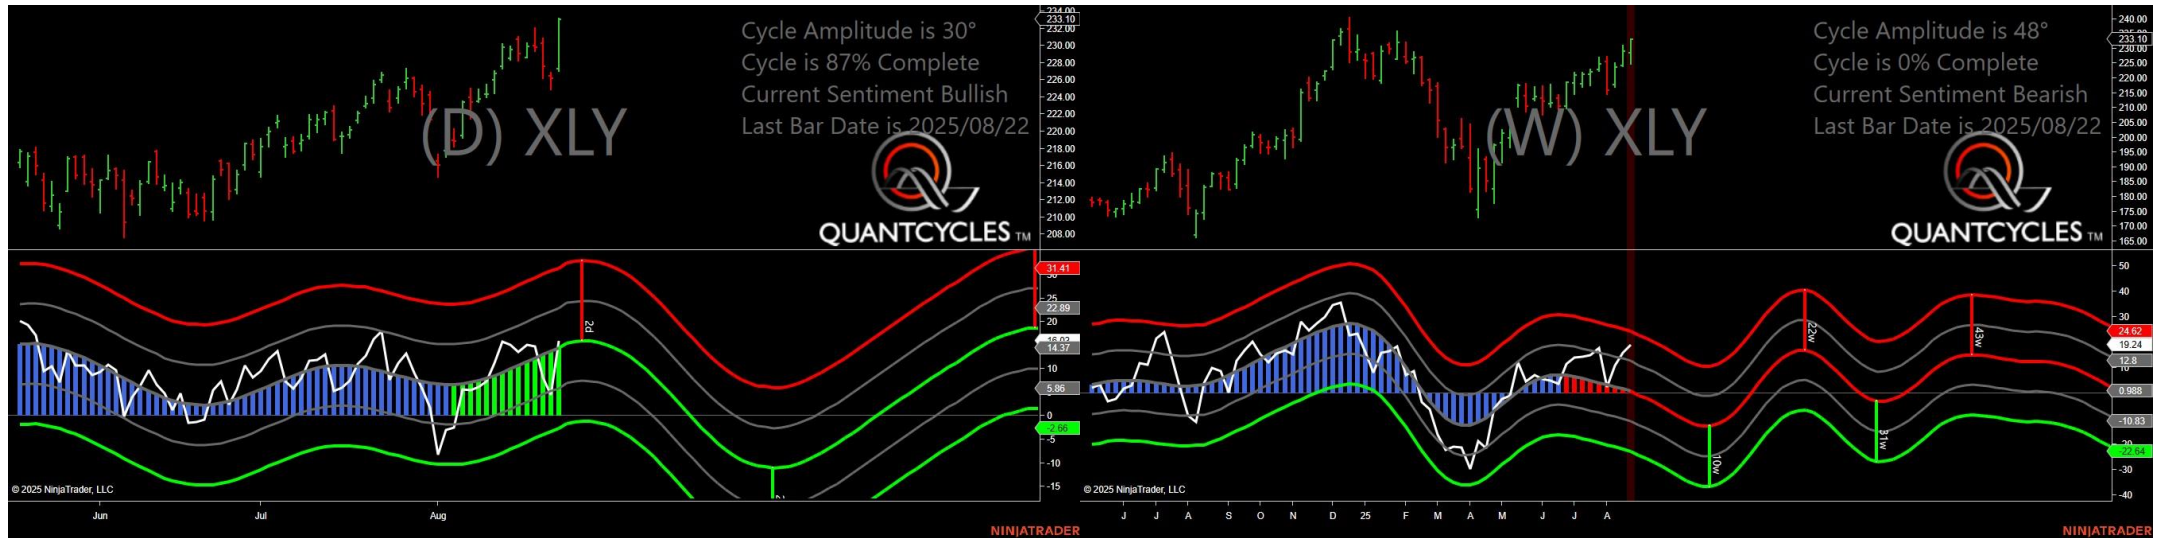 Cycle Amplitude is 30°
Cycle is 87% Complete
Current Sentiment Bullish
Last Bar Date is 2025/08/22
(D) XLY
QUANTCYCLES TM
234.00
233.10
232.00
230.00
228.00
226.00
224.00
222.00
220.00
218.00
216.00
214.00
212.00
210.00
208.00
31.41
25
22.89
20
14.37
10
5.86
0
-2.66
-5
-10
-15
2d
© 2025 NinjaTrader, LLC
Jun Jul Aug
NINJATRADER
Cycle Amplitude is 48°
Cycle is 0% Complete
Current Sentiment Bearish
Last Bar Date is 2025/08/22
(W) XLY
QUANTCYCLES TM
240.00
233.10
230.00
225.00
220.00
215.00
210.00
205.00
200.00
195.00
190.00
185.00
180.00
175.00
170.00
165.00
50
40
30
24.62
19.24
12.8
10
0.988
-10.83
-20
-22.64
-30
-40
10w
22w
31w
43w
© 2025 NinjaTrader, LLC
J J A S O N D 25 F M A M J J A
NINJATRADER